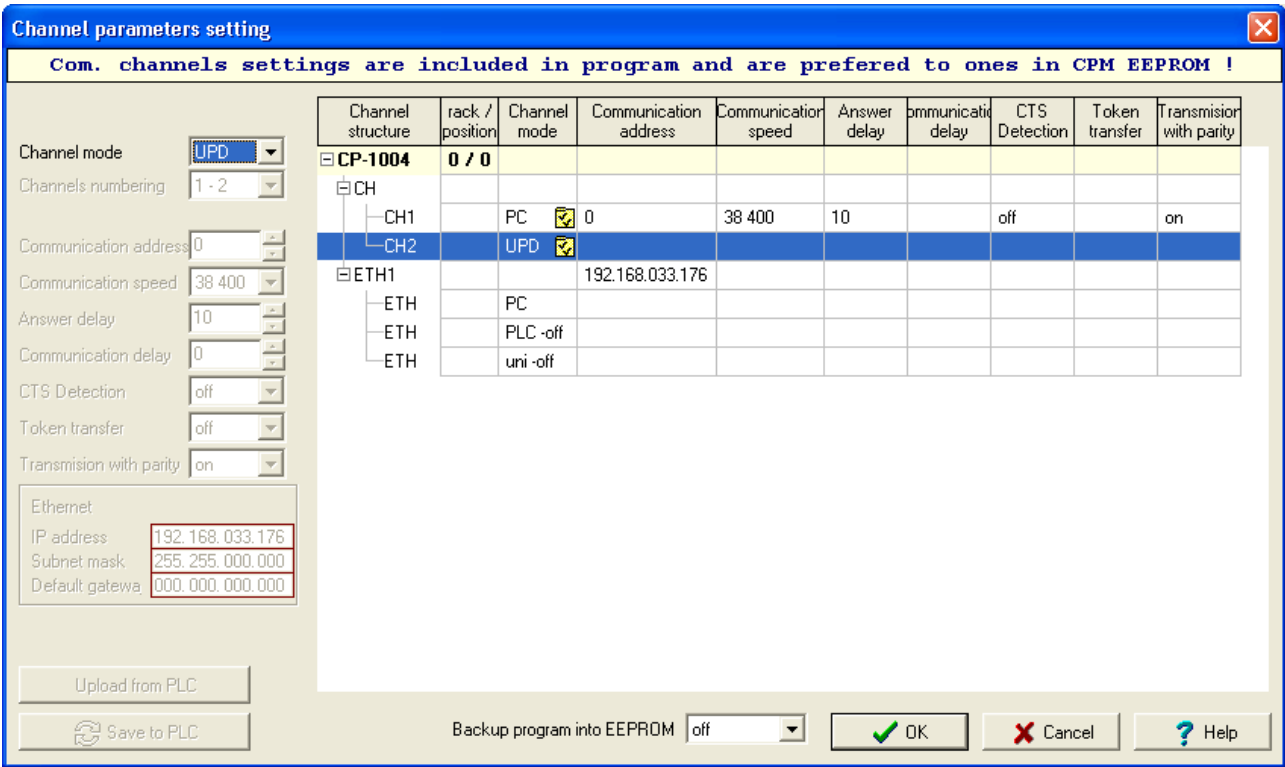 Channel parameters setting
Com. channels settings are included in program and are prefered to ones in CPM EEPROM !
Channel mode UPD
Channels numbering 1 - 2
Communication address 0
Communication speed 38 400
Answer delay 10
Communication delay 0
CTS Detection off
Token transfer off
Transmision with parity on
Ethernet
IP address 192.168.033.176
Subnet mask 255.255.000.000
Default gatewa 000.000.000.000
Upload from PLC
Save to PLC
Channel structure rack / position Channel mode Communication address Communication speed Answer delay ommunicatio delay CTS Detection Token transfer Transmision with parity
CP-1004 0 / 0
CH
CH1 PC 0 38 400 10 off on
CH2 UPD
ETH1 192.168.033.176
ETH PC
ETH PLC -off
ETH uni -off
Backup program into EEPROM off
OK
Cancel
? Help